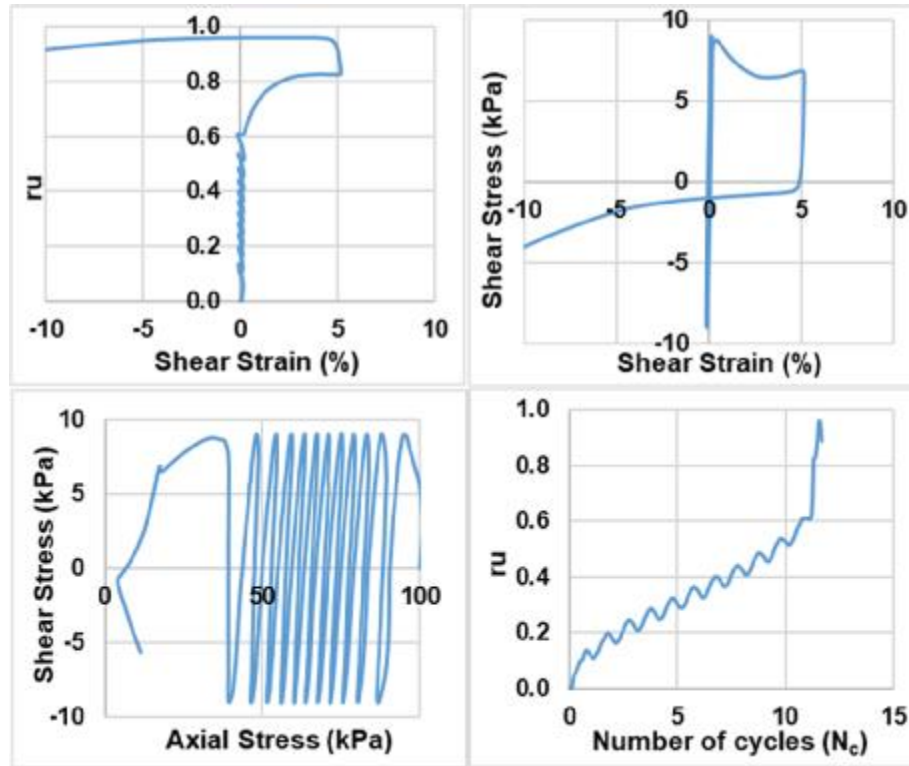 1.0
0.8
0.6
0.4
0.2
0.0
ru
-10 -5 0 5 10
Shear Strain (%)
10
5
0
-5
-10
Shear Stress (kPa)
-10 -5 0 5 10
Shear Strain (%)
10
5
0
-5
-10
Shear Stress (kPa)
0 50 100
Axial Stress (kPa)
1.0
0.8
0.6
0.4
0.2
0.0
ru
0 5 10 15
Number of cycles (Nc)